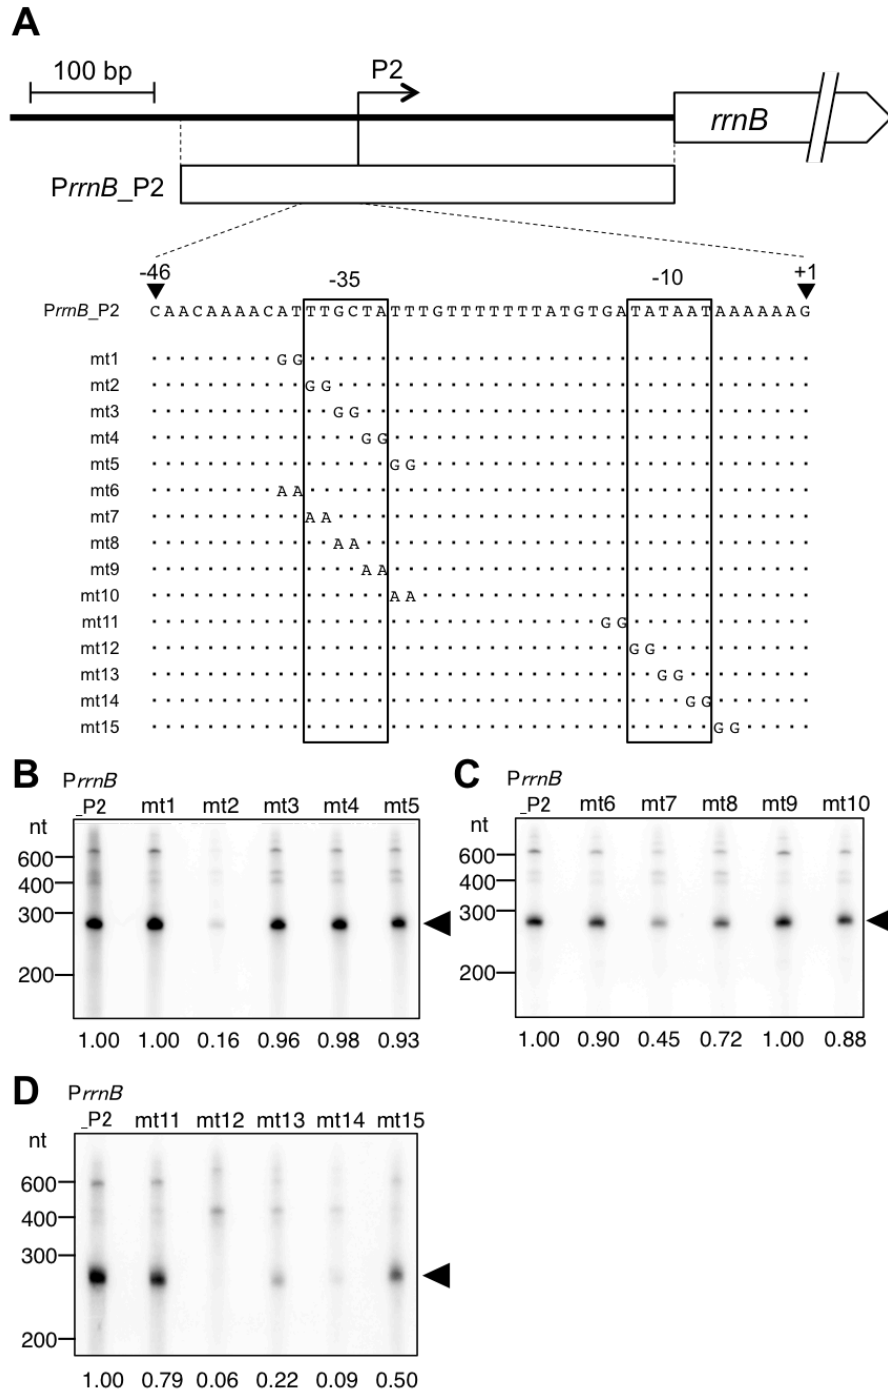 A
100 bp
P2
rrnB
PrrnB_P2
-46 -35 -10 +1
PrrnB_P2 CAACAAAACATTTGCTATTTGTTTTTTTATGTGATATAATAAAAAAG
mt1 GG
mt2 GG
mt3 GG
mt4 GG
mt5 GG
mt6 AA
mt7 AA
mt8 AA
mt9 AA
mt10 AA
mt11 GG
mt12 GG
mt13 GG
mt14 GG
mt15 GG
B
PrrnB
_P2 mt1 mt2 mt3 mt4 mt5
nt
600
400
300
200
1.00 1.00 0.16 0.96 0.98 0.93
C
PrrnB
_P2 mt6 mt7 mt8 mt9 mt10
nt
600
400
300
200
1.00 0.90 0.45 0.72 1.00 0.88
D
PrrnB
_P2 mt11 mt12 mt13 mt14 mt15
nt
600
400
300
200
1.00 0.79 0.06 0.22 0.09 0.50